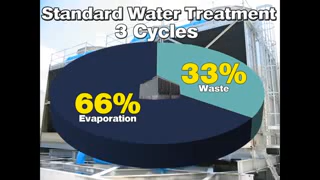 Standard Water Treatment
3 Cycles
33%
Waste
66%
Evaporation